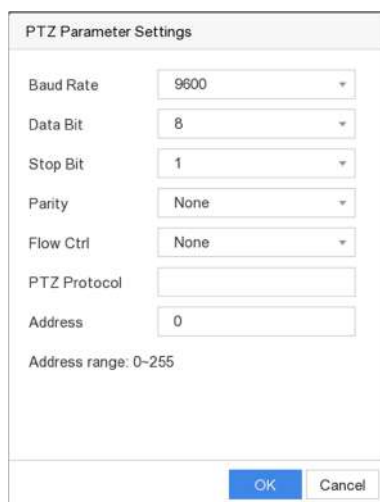 PTZ Parameter Settings
Baud Rate 9600
Data Bit 8
Stop Bit 1
Parity None
Flow Ctrl None
PTZ Protocol
Address 0
Address range: 0~255
OK Cancel